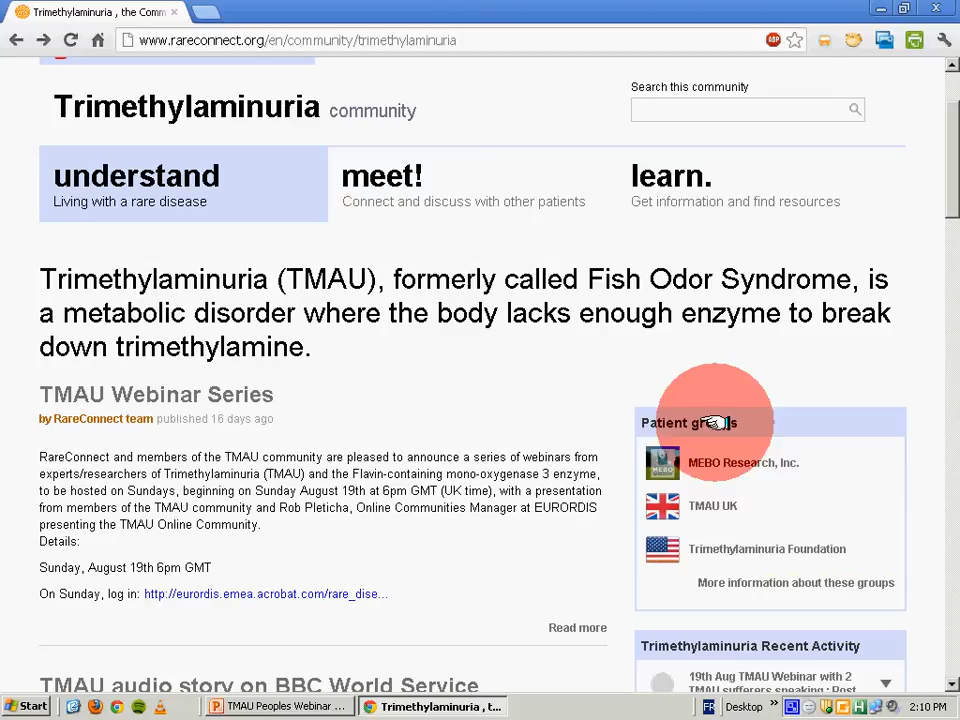 Trimethylaminuria , the Comm
www.rareconnect.org/en/community/trimethylaminuria
ABP
Trimethylaminuria community
Search this community
understand
Living with a rare disease
meet!
Connect and discuss with other patients
learn.
Get information and find resources
Trimethylaminuria (TMAU), formerly called Fish Odor Syndrome, is
a metabolic disorder where the body lacks enough enzyme to break
down trimethylamine.
TMAU Webinar Series
by RareConnect team published 16 days ago
RareConnect and members of the TMAU community are pleased to announce a series of webinars from
experts/researchers of Trimethylaminuria (TMAU) and the Flavin-containing mono-oxygenase 3 enzyme,
to be hosted on Sundays, beginning on Sunday August 19th at 6pm GMT (UK time), with a presentation
from members of the TMAU community and Rob Pleticha, Online Communities Manager at EURORDIS
presenting the TMAU Online Community.
Details:
Sunday, August 19th 6pm GMT
On Sunday, log in: http://eurordis.emea.acrobat.com/rare_dise...
Read more
TMAU audio story on BBC World Service
Patient
MEBO
MEBO Research, Inc.
TMAU UK
Trimethylaminuria Foundation
More information about these groups
Trimethylaminuria Recent Activity
19th Aug TMAU Webinar with 2
TMAU sufferers speaking : Post
Start
TMAU Peoples Webinar ...
Trimethylaminuria , t...
FR
Desktop
2:10 PM